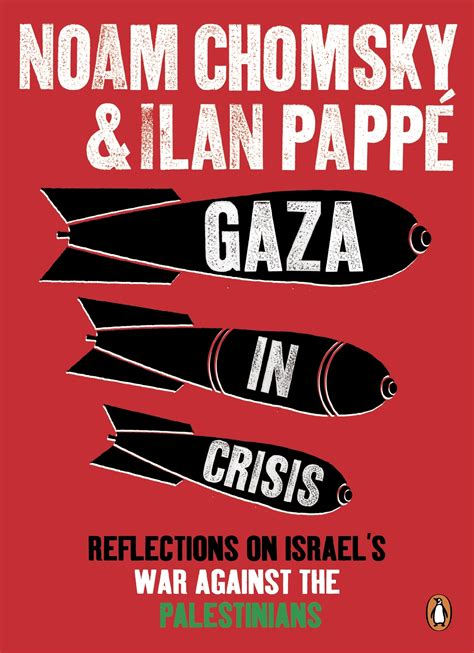 NOAM CHOMSKY
& ILAN PAPPÉ
GAZA
IN
CRISIS
REFLECTIONS ON ISRAEL'S
WAR AGAINST THE
PALESTINIANS